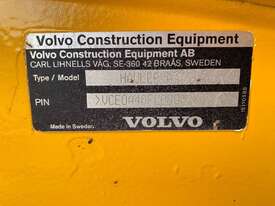 Volvo Construction Equipment
Volvo Construction Equipment AB
CARL LIHNELLS VÄG, SE-360 42 BRAÅS, SWEDEN
Type / Model
PIN
Made in Sweden.
VOLVO